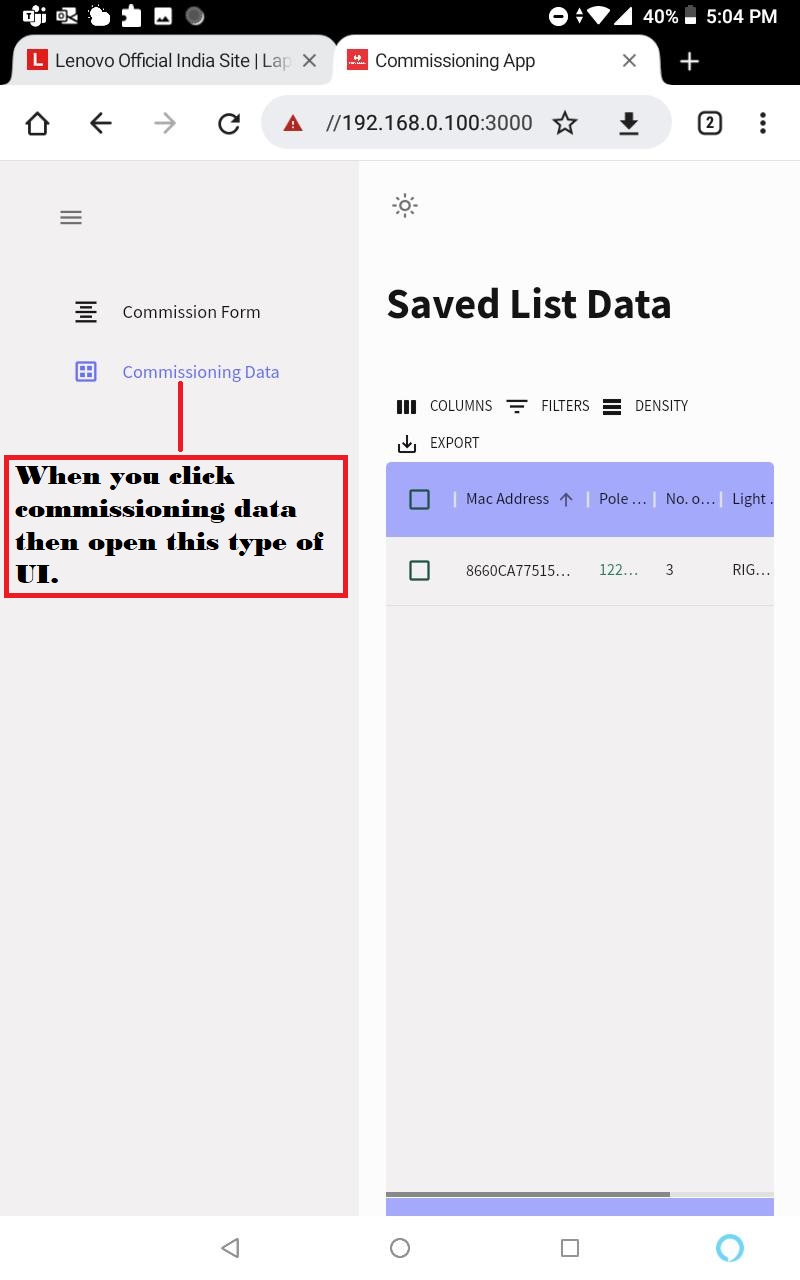 40% 5:04 PM
Lenovo Official India Site | Lap
Commissioning App
//192.168.0.100:3000
2
Commission Form
Commissioning Data
When you click
commissioning data
then open this type of
UI.
Saved List Data
COLUMNS FILTERS DENSITY
EXPORT
Mac Address Pole ... No. o... Light .
8660CA77515... 122... 3 RIG...